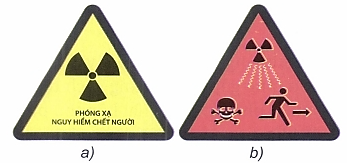 PHÓNG XẠ
NGUY HIỂM CHẾT NGƯỜI
a)
b)